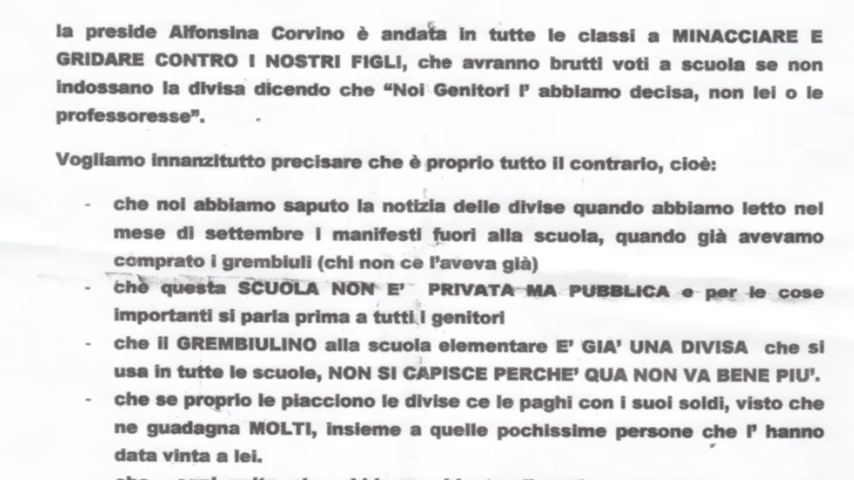 la preside Alfonsina Corvino è andata in tutte le classi a MINACCIARE E
GRIDARE CONTRO I NOSTRI FIGLI, che avranno brutti voti a scuola se non
indossano la divisa dicendo che “Noi Genitori l’ abbiamo decisa, non lei o le
professoresse”.
Vogliamo innanzitutto precisare che è proprio tutto il contrario, cioè:
- che noi abbiamo saputo la notizia delle divise quando abbiamo letto nel
mese di settembre i manifesti fuori alla scuola, quando già avevamo
comprato i grembiuli (chi non ce l’aveva già)
- che questa SCUOLA NON E’ PRIVATA MA PUBBLICA e per le cose
importanti si parla prima a tutti i genitori
- che il GREMBIULINO alla scuola elementare E’ GIA’ UNA DIVISA che si
usa in tutte le scuole, NON SI CAPISCE PERCHE’ QUA NON VA BENE PIU’.
- che se proprio le piacciono le divise ce le paghi con i suoi soldi, visto che
ne guadagna MOLTI, insieme a quelle pochissime persone che l’ hanno
data vinta a lei.